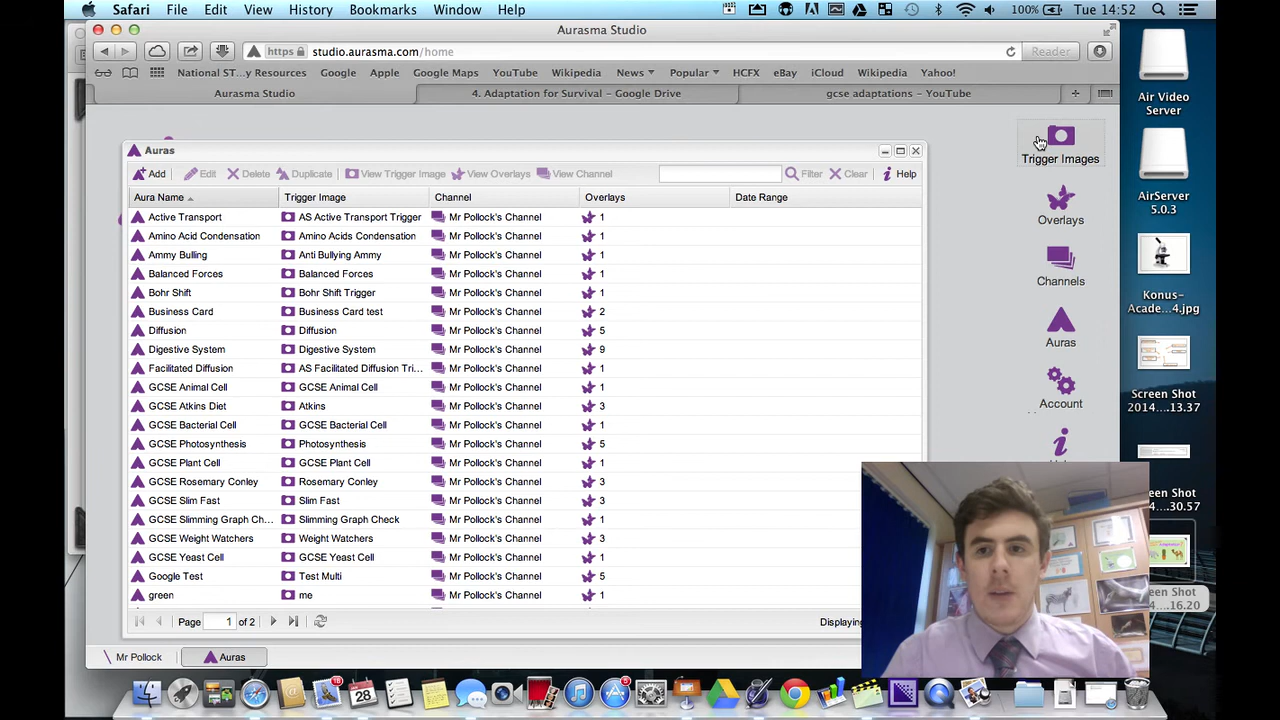 Safari File Edit View History Bookmarks Window Help 100% Tue 14:52
Aurasma Studio
https studio.aurasma.com/home Reader
National ST...y Resources Google Apple Google Maps YouTube Wikipedia News Popular HCFX eBay iCloud Wikipedia Yahoo!
Aurasma Studio 4. Adaptation for Survival – Google Drive gcse adaptations – YouTube
Auras
Add Edit Delete Duplicate View Trigger Image View Overlays View Channel Filter Clear Help
Aura Name Trigger Image Channel Overlays Date Range
Active Transport AS Active Transport Trigger Mr Pollock's Channel 1
Amino Acid Condensation Amino Acids Condensation Mr Pollock's Channel 1
Ammy Bulling Anti Bullying Ammy Mr Pollock's Channel 1
Balanced Forces Balanced Forces Mr Pollock's Channel 1
Bohr Shift Bohr Shift Trigger Mr Pollock's Channel 1
Business Card Business Card test Mr Pollock's Channel 2
Diffusion Diffusion Mr Pollock's Channel 5
Digestive System Digestive System Mr Pollock's Channel 9
Facilitated Diffusion AS Facilitated Diffusion Tri... Mr Pollock's Channel 1
GCSE Animal Cell GCSE Animal Cell Mr Pollock's Channel 1
GCSE Atkins Diet Atkins Mr Pollock's Channel 3
GCSE Bacterial Cell GCSE Bacterial Cell Mr Pollock's Channel 1
GCSE Photosynthesis Photosynthesis Mr Pollock's Channel 5
GCSE Plant Cell GCSE Plant Cell Mr Pollock's Channel 1
GCSE Rosemary Conley Rosemary Conley Mr Pollock's Channel 3
GCSE Slim Fast Slim Fast Mr Pollock's Channel 3
GCSE Slimming Graph Ch... Slimming Graph Check Mr Pollock's Channel 1
GCSE Weight Watchers Weight Watchers Mr Pollock's Channel 3
GCSE Yeast Cell GCSE Yeast Cell Mr Pollock's Channel 1
Google Test Test Multi Mr Pollock's Channel 5
green me Mr Pollock's Channel 1
Page 1 of 2 Displaying
Mr Pollock Auras
Trigger Images
Overlays
Channels
Auras
Account
Air Video
Server
AirServer
5.0.3
Konus-
Acade...4.jpg
Screen Shot
2014....13.37
een Shot
4....30.57
een Shot
4....16.20